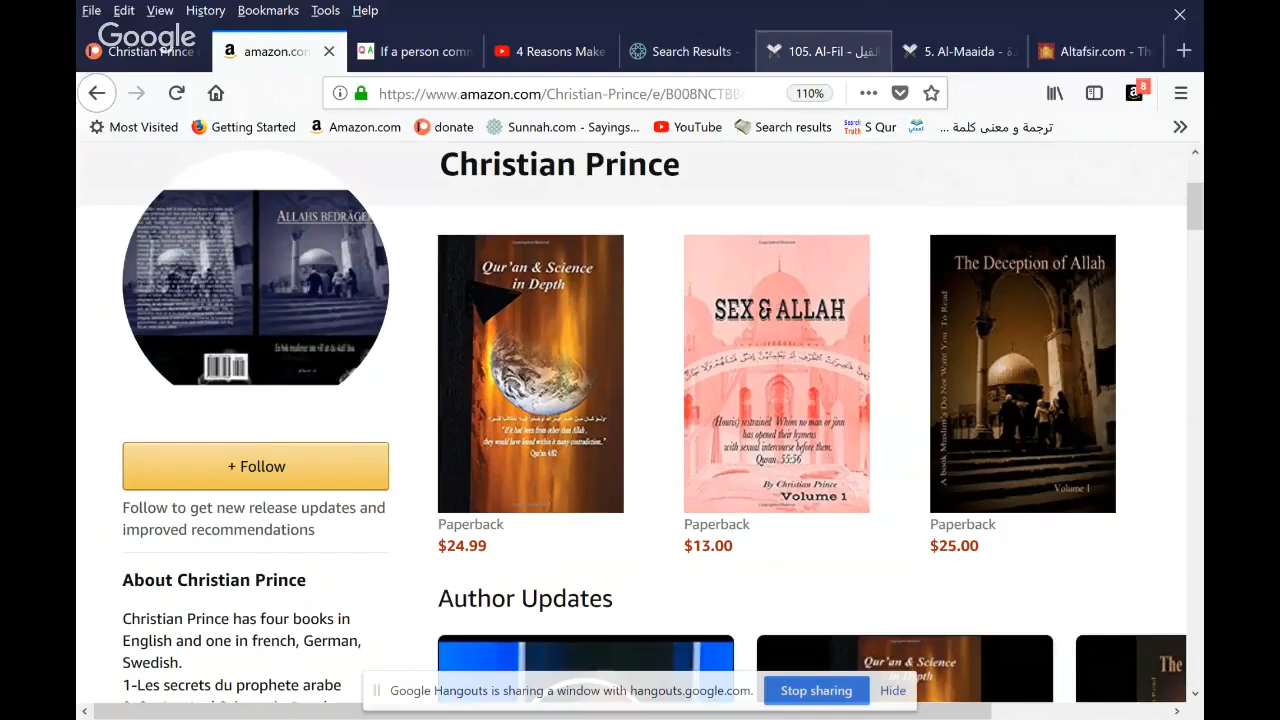 File Edit View History Bookmarks Tools Help
Google
Christian Prince
amazon.co
If a person com
4 Reasons Make
Search Results -
105. Al-Fil - الفيل
5. Al-Maaida -
Altafsir.com - Th
https://www.amazon.com/Christian-Prince/e/B008NCTBB
110%
8
Most Visited Getting Started Amazon.com donate Sunnah.com - Sayings... YouTube Search results S Qur ترجمة و معنى كلمة ...
Christian Prince
ALLAHS BEDRÄGER
Qur'an & Science
in Depth
"If it had been from other than Allah,
they would have found within it many contradiction."
Qur'an 4:82
Paperback
$24.99
SEX & ALLAH
(Houris) restrained Whom no man or jinn
has opened their hymens
with sexual intercourse before them.
Quran 55:56
By Christian Prince
Volume 1
Paperback
$13.00
The Deception of Allah
A book Muslim's Do Not Want You To Read
Volume 1
Paperback
$25.00
+ Follow
Follow to get new release updates and
improved recommendations
About Christian Prince
Christian Prince has four books in
English and one in french, German,
Swedish.
1-Les secrets du prophete arabe
Author Updates
Qur'an & Science
in Depth
The
Google Hangouts is sharing a window with hangouts.google.com.
Stop sharing
Hide